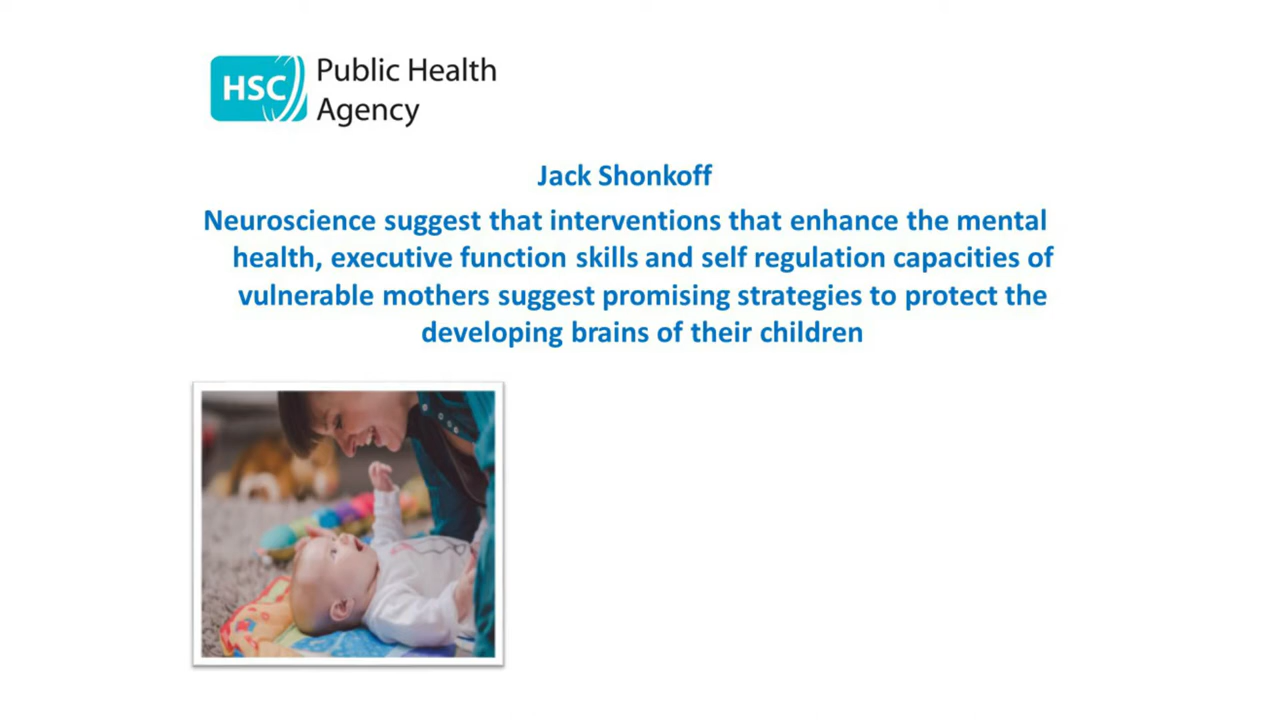 HSC
Public Health
Agency
Jack Shonkoff
Neuroscience suggest that interventions that enhance the mental
health, executive function skills and self regulation capacities of
vulnerable mothers suggest promising strategies to protect the
developing brains of their children